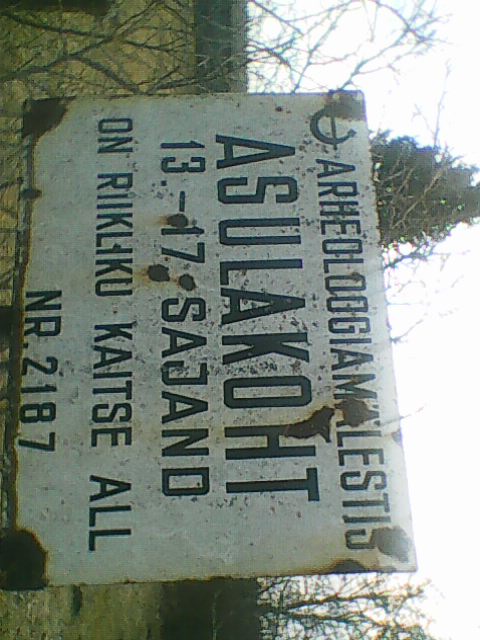 ARHEOLOOGIAMÄLESTIS
ASULAKOHT
13-17. SAJAND
ON RIIKLIKU KAITSE ALL
NR. 2187